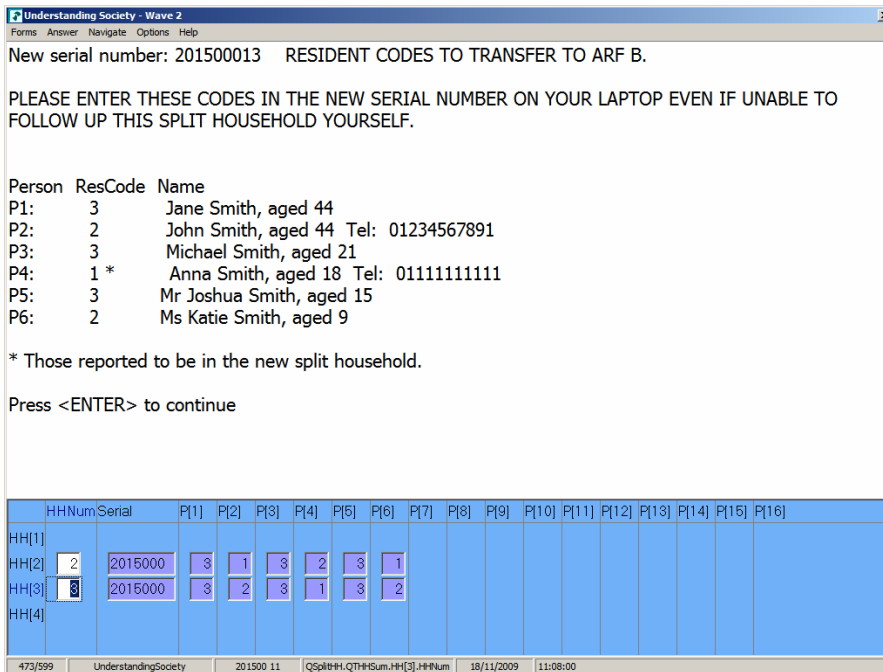 Understanding Society - Wave 2
Forms Answer Navigate Options Help
New serial number: 201500013 RESIDENT CODES TO TRANSFER TO ARF B.
PLEASE ENTER THESE CODES IN THE NEW SERIAL NUMBER ON YOUR LAPTOP EVEN IF UNABLE TO
FOLLOW UP THIS SPLIT HOUSEHOLD YOURSELF.
Person ResCode Name
P1: 3 Jane Smith, aged 44
P2: 2 John Smith, aged 44 Tel: 01234567891
P3: 3 Michael Smith, aged 21
P4: 1 * Anna Smith, aged 18 Tel: 01111111111
P5: 3 Mr Joshua Smith, aged 15
P6: 2 Ms Katie Smith, aged 9
* Those reported to be in the new split household.
Press <ENTER> to continue
HHNum Serial P[1] P[2] P[3] P[4] P[5] P[6] P[7] P[8] P[9] P[10] P[11] P[12] P[13] P[14] P[15] P[16]
HH[1]
HH[2] 2 2015000 3 1 3 2 3 1
HH[3] 3 2015000 3 2 3 1 3 2
HH[4]
473/599 UnderstandingSociety 201500 11 QSplitHH.QTHHSum.HH[3].HHNum 18/11/2009 11:08:00